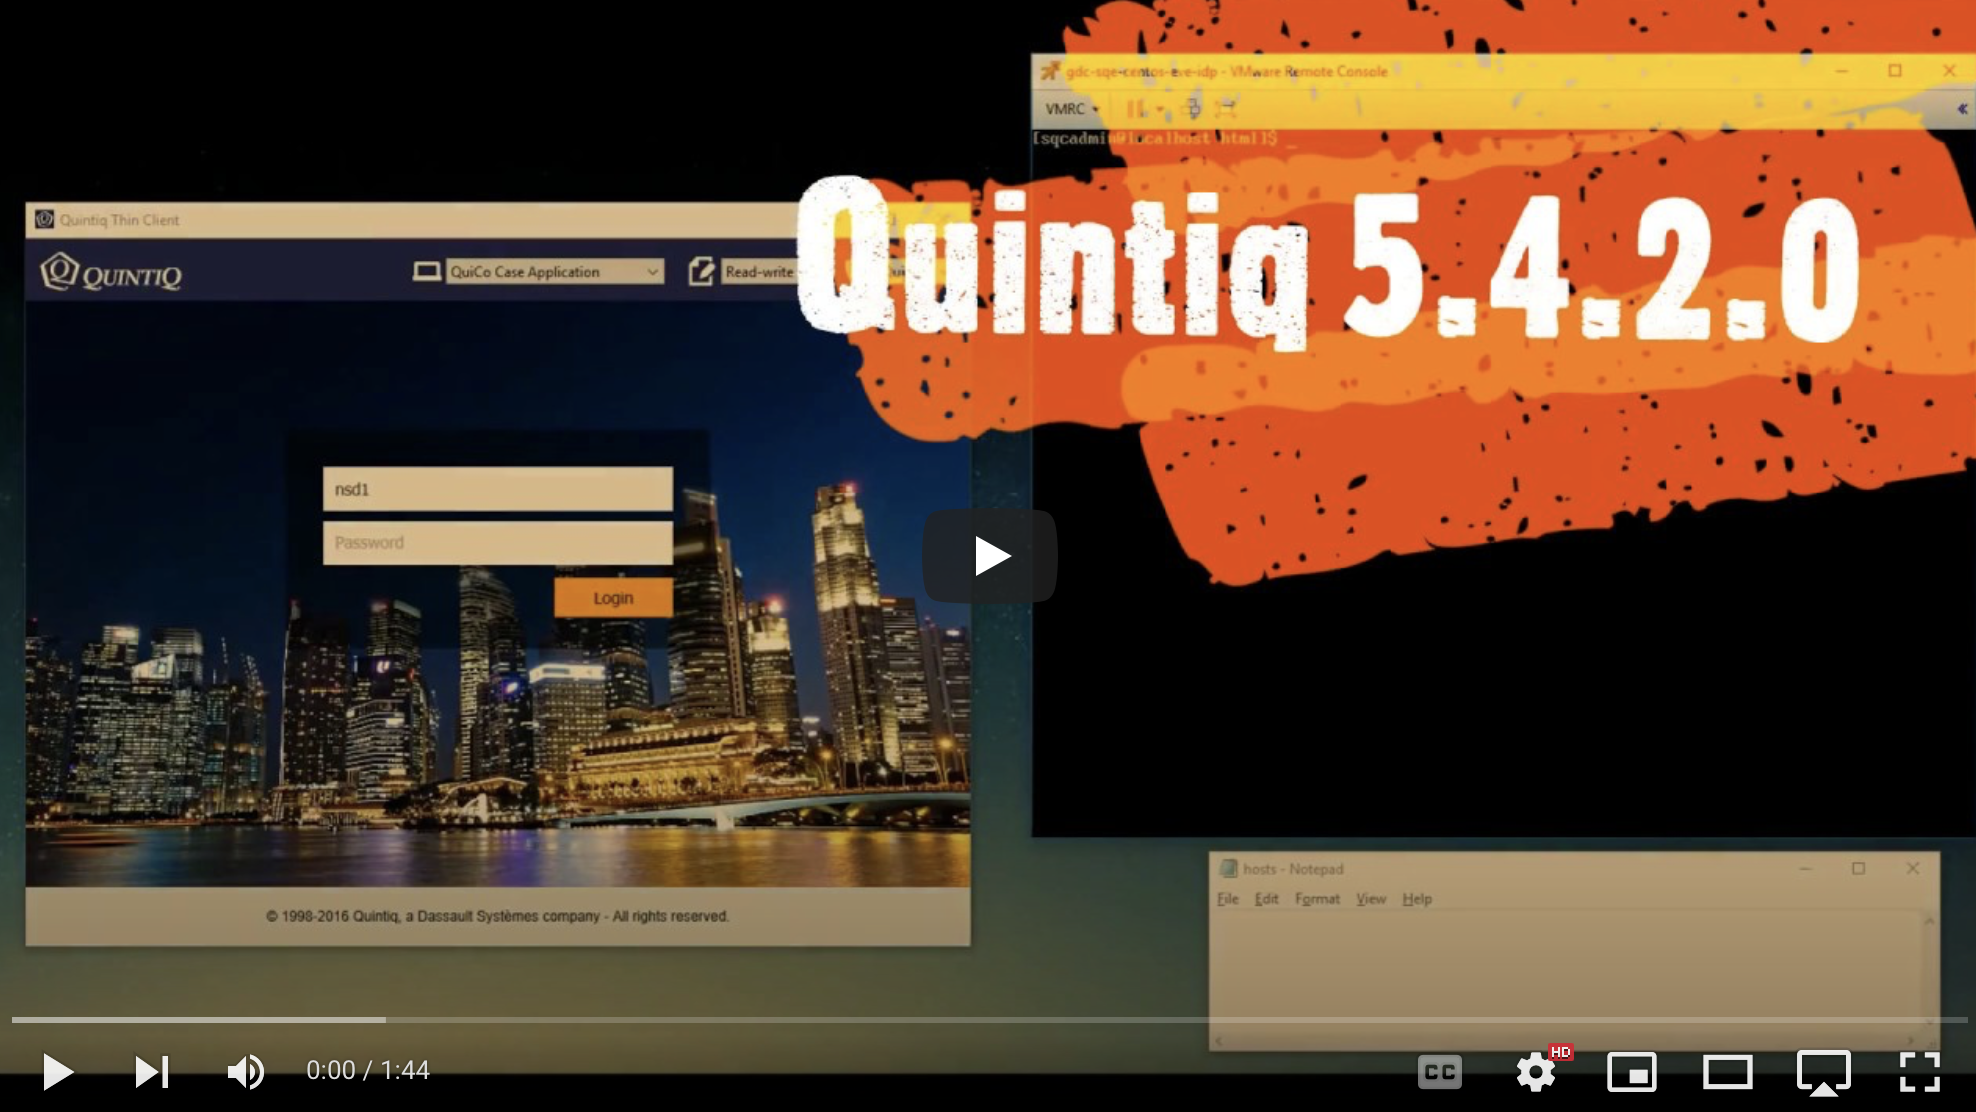 gdc-sqe-centos-eve-idp - VMware Remote Console
VMRC
[sqcadmin@localhost html]$ _
Quintiq 5.4.2.0
Quintiq Thin Client
QUINTIQ
QuiCo Case Application
Read-write
nsd1
Password
Login
© 1998-2016 Quintiq, a Dassault Systèmes company - All rights reserved.
hosts - Notepad
File Edit Format View Help
0:00 / 1:44
CC
HD